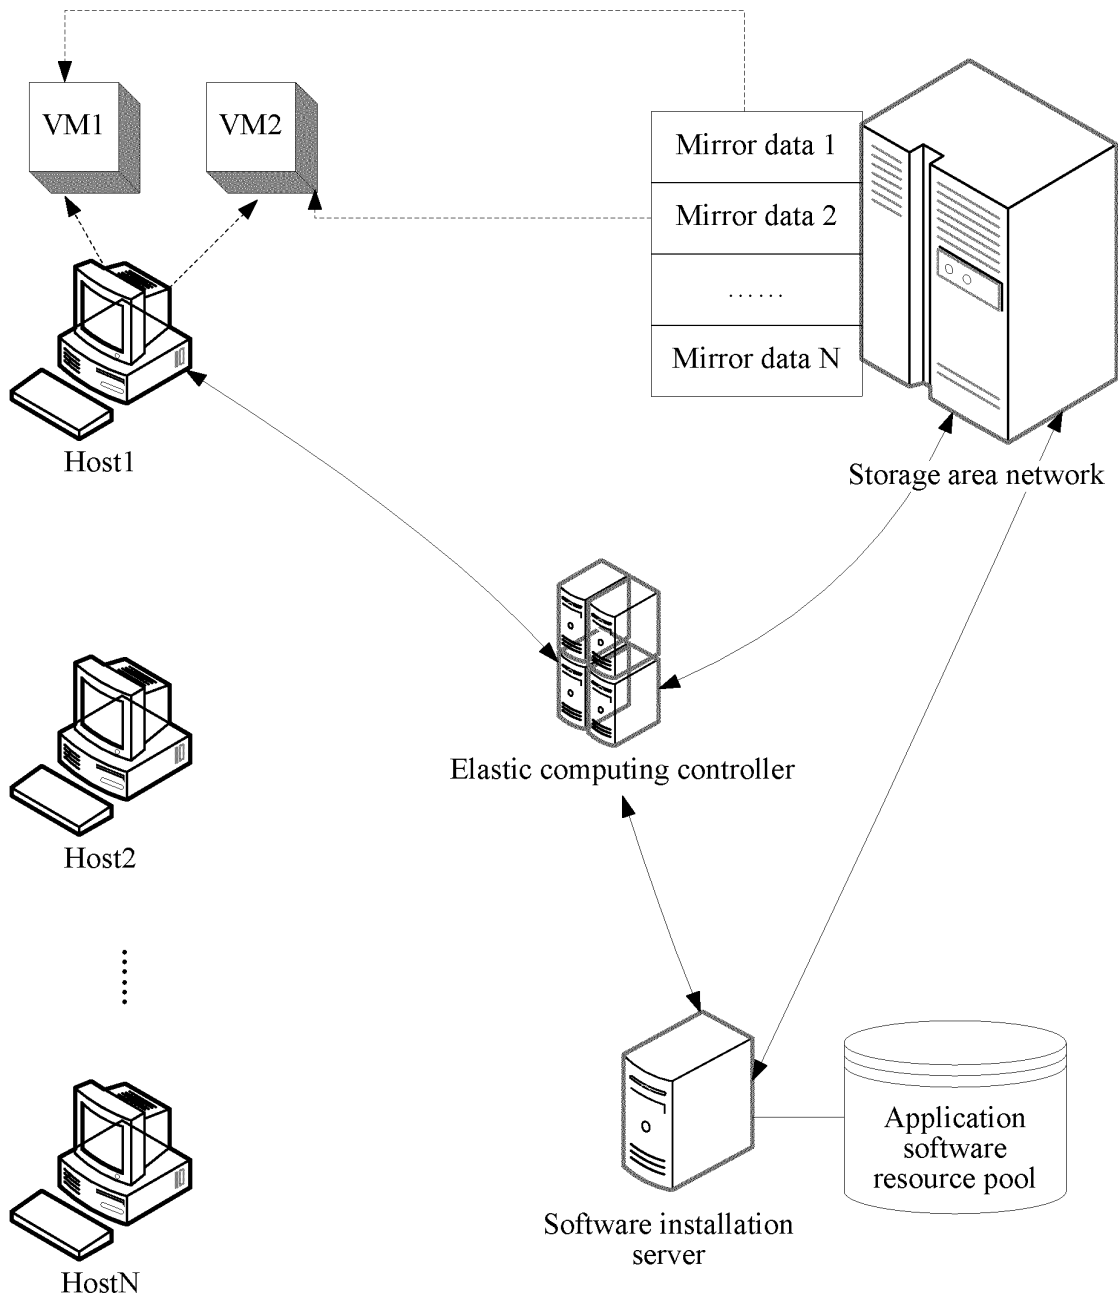 VM1
VM2
Mirror data 1
Mirror data 2
······
Mirror data N
Host1
Storage area network
Elastic computing controller
Host2
HostN
Software installation
server
Application
software
resource pool